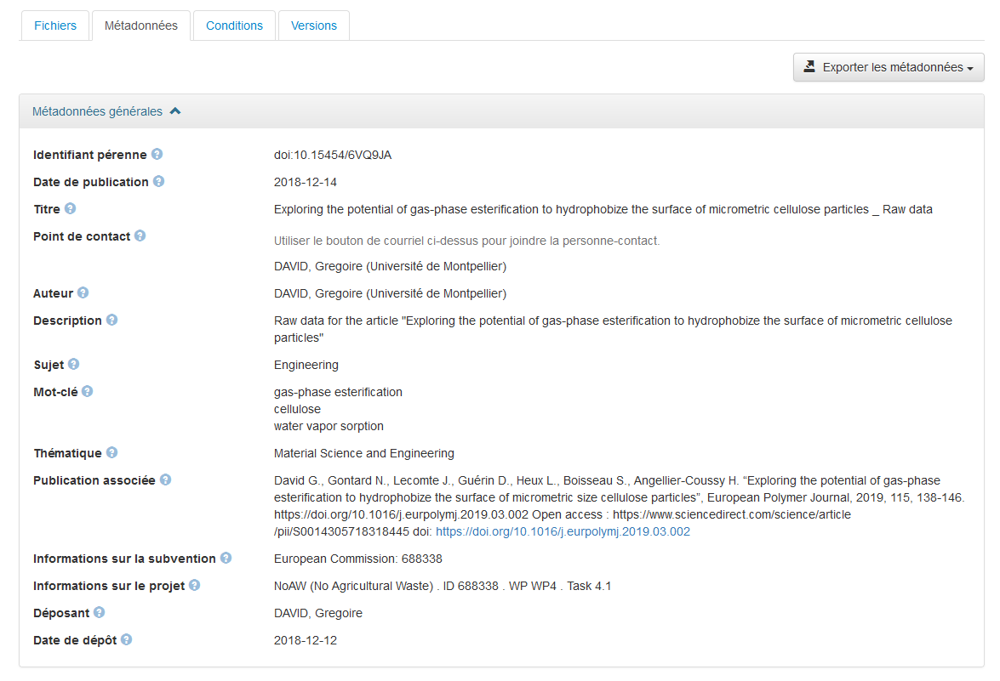 Fichiers
Métadonnées
Conditions
Versions
Exporter les métadonnées
Métadonnées générales
Identifiant pérenne
doi:10.15454/6VQ9JA
Date de publication
2018-12-14
Titre
Exploring the potential of gas-phase esterification to hydrophobize the surface of micrometric cellulose particles _ Raw data
Point de contact
Utiliser le bouton de courriel ci-dessus pour joindre la personne-contact.
DAVID, Gregoire (Université de Montpellier)
Auteur
DAVID, Gregoire (Université de Montpellier)
Description
Raw data for the article "Exploring the potential of gas-phase esterification to hydrophobize the surface of micrometric cellulose
particles"
Sujet
Engineering
Mot-clé
gas-phase esterification
cellulose
water vapor sorption
Thématique
Material Science and Engineering
Publication associée
David G., Gontard N., Lecomte J., Guérin D., Heux L., Boisseau S., Angellier-Coussy H. “Exploring the potential of gas-phase
esterification to hydrophobize the surface of micrometric size cellulose particles”, European Polymer Journal, 2019, 115, 138-146.
https://doi.org/10.1016/j.eurpolymj.2019.03.002 Open access : https://www.sciencedirect.com/science/article
/pii/S0014305718318445 doi: https://doi.org/10.1016/j.eurpolymj.2019.03.002
Informations sur la subvention
European Commission: 688338
Informations sur le projet
NoAW (No Agricultural Waste) . ID 688338 . WP WP4 . Task 4.1
Déposant
DAVID, Gregoire
Date de dépôt
2018-12-12